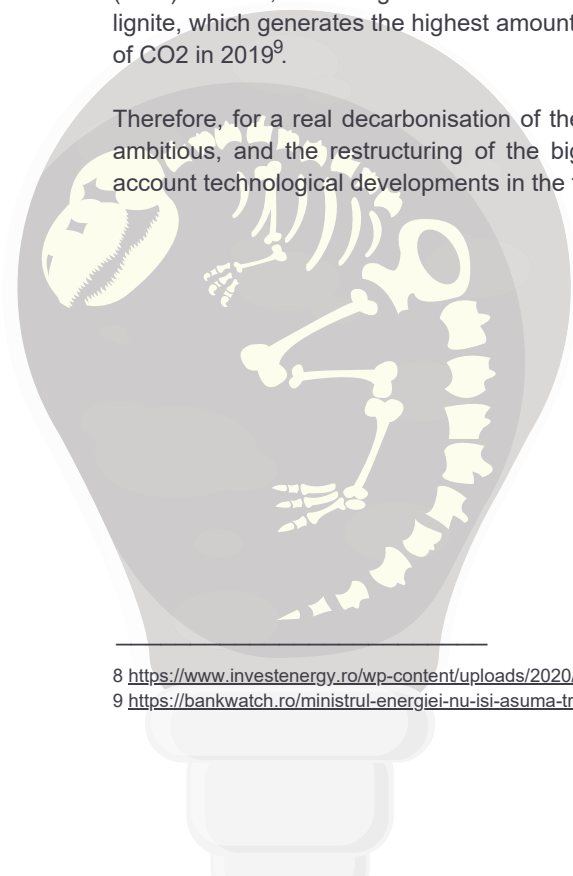 lignite, which generates the highest amount
of CO2 in 20199.
Therefore, for a real decarbonisation of the
ambitious, and the restructuring of the big
account technological developments in the
8 https://www.investenergy.ro/wp-content/uploads/2020/
9 https://bankwatch.ro/ministrul-energiei-nu-isi-asuma-tr